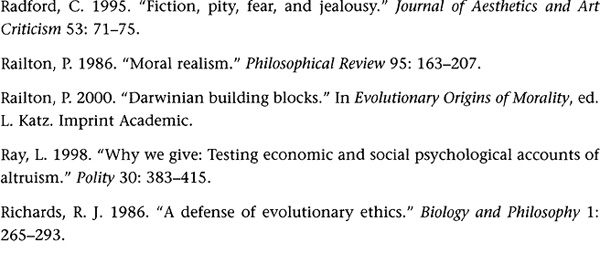 Radford, C. 1995. “Fiction, pity, fear, and jealousy.” Journal of Aesthetics and Art
Criticism 53: 71–75.
Railton, P. 1986. “Moral realism.” Philosophical Review 95: 163–207.
Railton, P. 2000. “Darwinian building blocks.” In Evolutionary Origins of Morality, ed.
L. Katz. Imprint Academic.
Ray, L. 1998. “Why we give: Testing economic and social psychological accounts of
altruism.” Polity 30: 383–415.
Richards, R. J. 1986. “A defense of evolutionary ethics.” Biology and Philosophy 1:
265–293.